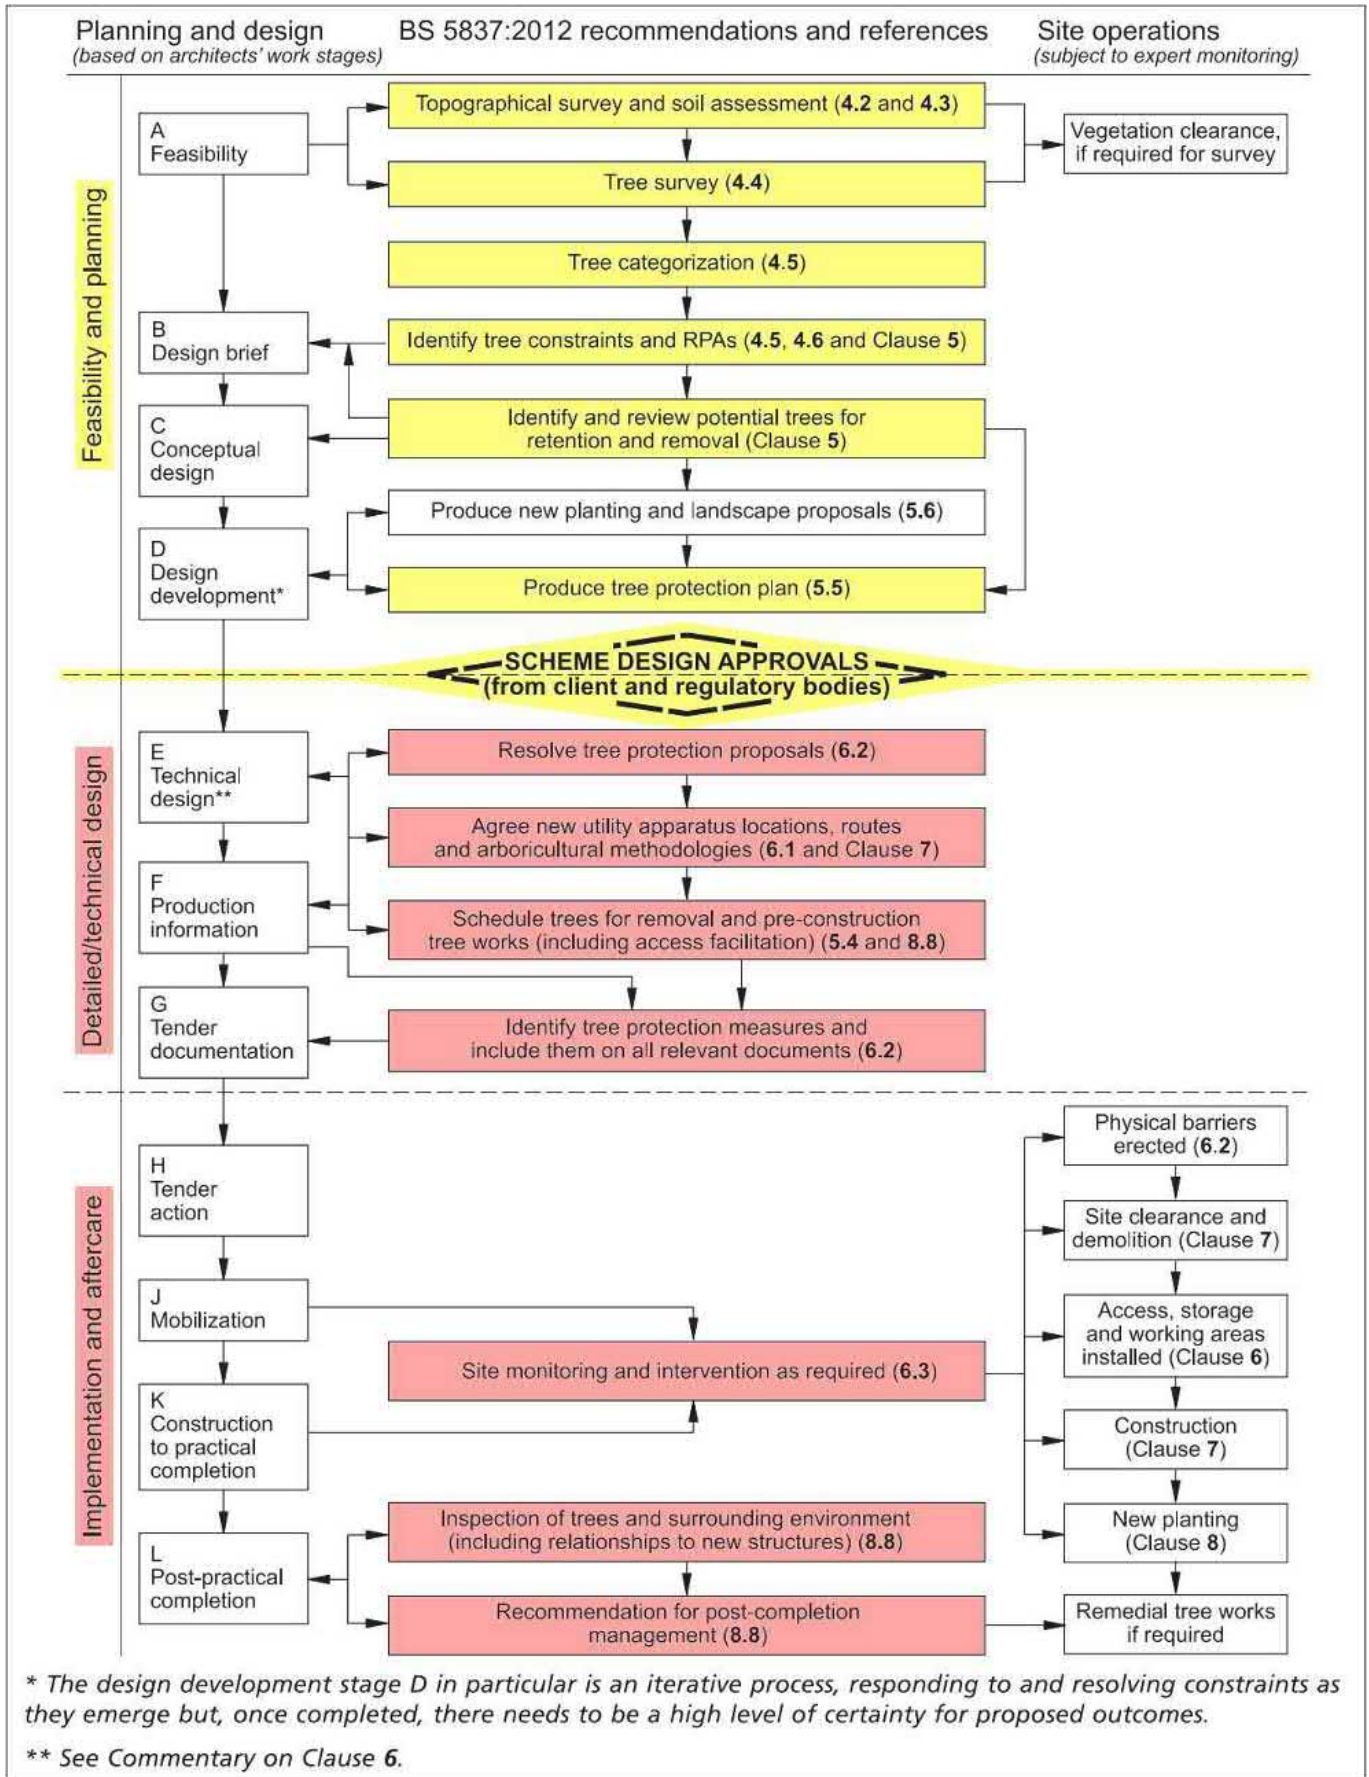 Planning and design
(based on architects' work stages)
BS 5837:2012 recommendations and references
Site operations
(subject to expert monitoring)
Feasibility and planning
A
Feasibility
Topographical survey and soil assessment (4.2 and 4.3)
Vegetation clearance,
if required for survey
Tree survey (4.4)
Tree categorization (4.5)
B
Design brief
Identify tree constraints and RPAs (4.5, 4.6 and Clause 5)
C
Conceptual
design
Identify and review potential trees for
retention and removal (Clause 5)
Produce new planting and landscape proposals (5.6)
D
Design
development*
Produce tree protection plan (5.5)
SCHEME DESIGN APPROVALS
(from client and regulatory bodies)
Detailed/technical design
E
Technical
design**
Resolve tree protection proposals (6.2)
Agree new utility apparatus locations, routes
and arboricultural methodologies (6.1 and Clause 7)
F
Production
information
Schedule trees for removal and pre-construction
tree works (including access facilitation) (5.4 and 8.8)
G
Tender
documentation
Identify tree protection measures and
include them on all relevant documents (6.2)
Implementation and aftercare
H
Tender
action
Physical barriers
erected (6.2)
Site clearance and
demolition (Clause 7)
J
Mobilization
Access, storage
and working areas
installed (Clause 6)
Site monitoring and intervention as required (6.3)
K
Construction
to practical
completion
Construction
(Clause 7)
Inspection of trees and surrounding environment
(including relationships to new structures) (8.8)
New planting
(Clause 8)
L
Post-practical
completion
Recommendation for post-completion
management (8.8)
Remedial tree works
if required
* The design development stage D in particular is an iterative process, responding to and resolving constraints as
they emerge but, once completed, there needs to be a high level of certainty for proposed outcomes.
** See Commentary on Clause 6.